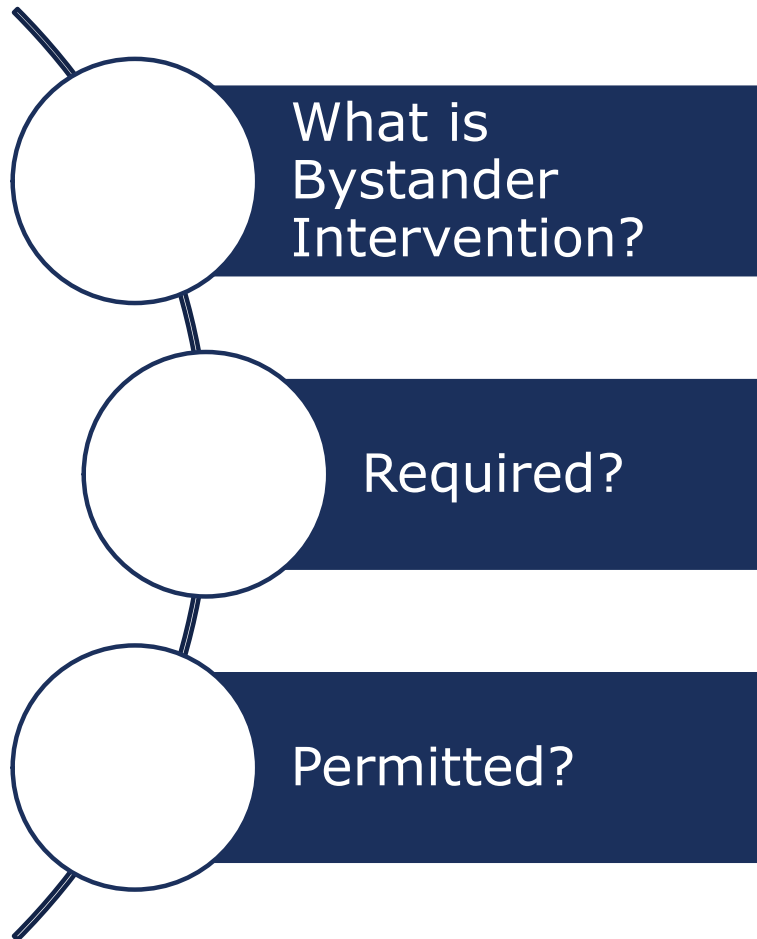 What is
Bystander
Intervention?
Required?
Permitted?